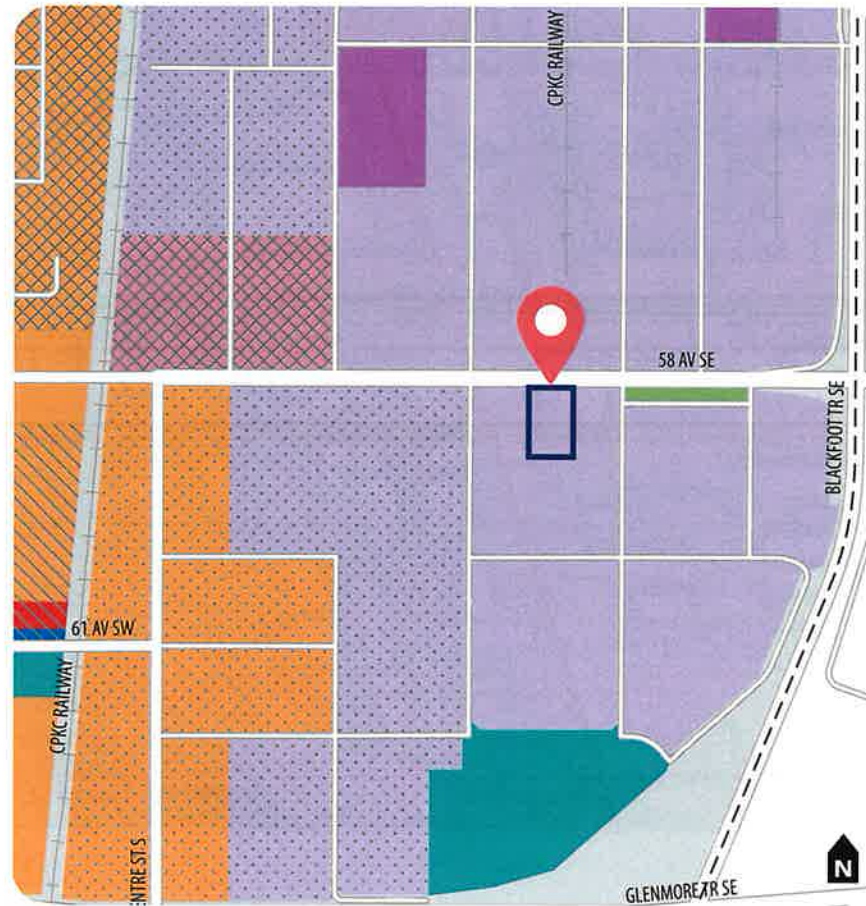 CPKC RAILWAY
58 AV SE
BLACKFOOT TR SE
61 AV SW
CPKC RAILWAY
ENTRE ST S
GLENMORE TR SE
N